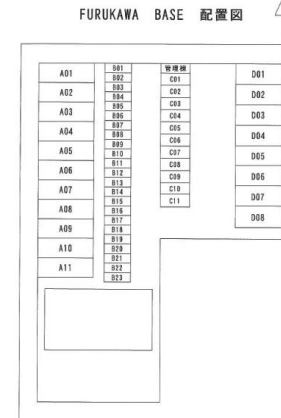 FURUKAWA BASE 配置図
A01
A02
A03
A04
A05
A06
A07
A08
A09
A10
A11
B01
B02
B03
B04
B05
B06
B07
B08
B09
B10
B11
B12
B13
B14
B15
B16
B17
B18
B19
B20
B21
B22
B23
管理棟
C01
C02
C03
C04
C05
C06
C07
C08
C09
C10
C11
D01
D02
D03
D04
D05
D06
D07
D08